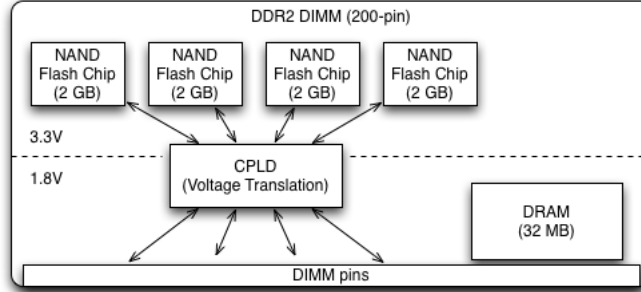 DDR2 DIMM (200-pin)
NAND
Flash Chip
(2 GB)
NAND
Flash Chip
(2 GB)
NAND
Flash Chip
(2 GB)
NAND
Flash Chip
(2 GB)
3.3V
1.8V
CPLD
(Voltage Translation)
DRAM
(32 MB)
DIMM pins